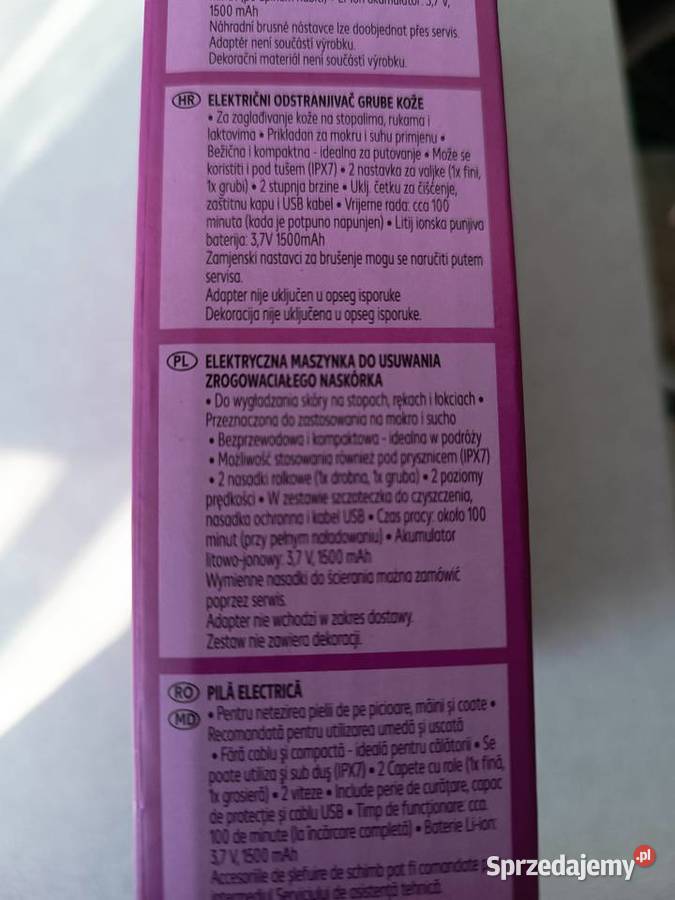 1500 mAh
Náhradní brusné nástavce lze doobjednat přes servis.
Adaptér není součástí výrobku.
Dekorační materiál není součástí výrobku.
HR ELEKTRIČNI ODSTRANJIVAČ GRUBE KOŽE
• Za zaglađivanje kože na stopalima, rukama i
laktovima • Prikladan za mokru i suhu primjenu •
Bežična i kompaktna - idealna za putovanje • Može se
koristiti i pod tušem (IPX7) • 2 nastavka za valjke (1x fini,
1x grubi) • 2 stupnja brzine • Uklj. četku za čišćenje,
zaštitnu kapu i USB kabel • Vrijeme rada: cca 100
minuta (kada je potpuno napunjen) • Litij ionska punjiva
baterija: 3,7V 1500mAh
Zamjenski nastavci za brušenje mogu se naručiti putem
servisa.
Adapter nije uključen u opseg isporuke
Dekoracija nije uključena u opseg isporuke.
PL ELEKTRYCZNA MASZYNKA DO USUWANIA
ZROGOWACIAŁEGO NASKÓRKA
• Do wygładzania skóry na stopach, rękach i łokciach •
Przeznaczona do zastosowania na mokro i sucho
• Bezprzewodowa i kompaktowa - idealna w podróży
• Możliwość stosowania również pod prysznicem (IPX7)
• 2 nasadki rolkowe (1x drobna, 1x gruba) • 2 poziomy
prędkości • W zestawie szczoteczka do czyszczenia,
nasadka ochronna i kabel USB • Czas pracy: około 100
minut (przy pełnym naładowaniu) • Akumulator
litowo-jonowy: 3,7 V, 1500 mAh
Wymienne nasadki do ścierania można zamówić
poprzez serwis.
Adapter nie wchodzi w zakres dostawy.
Zestaw nie zawiera dekoracji.
RO PILĂ ELECTRICĂ
MD • Pentru netezirea pielii de pe picioare, mâini și coate •
Recomandată pentru utilizarea umedă și uscată
• Fără cablu și compactă - ideală pentru călătorii • Se
poate utiliza și sub duș (IPX7) • 2 Capete cu role (1x fină,
1x grosieră) • 2 viteze • Include perie de curățare, capac
de protecție și cablu USB • Timp de funcționare: cca.
100 de minute (la încărcare completă) • Baterie Li-ion:
3,7 V, 1500 mAh
Accesoriile de șlefuire de schimb pot fi comandate
intermediul Serviciului de asistență tehnică.
Sprzedajemy.pl